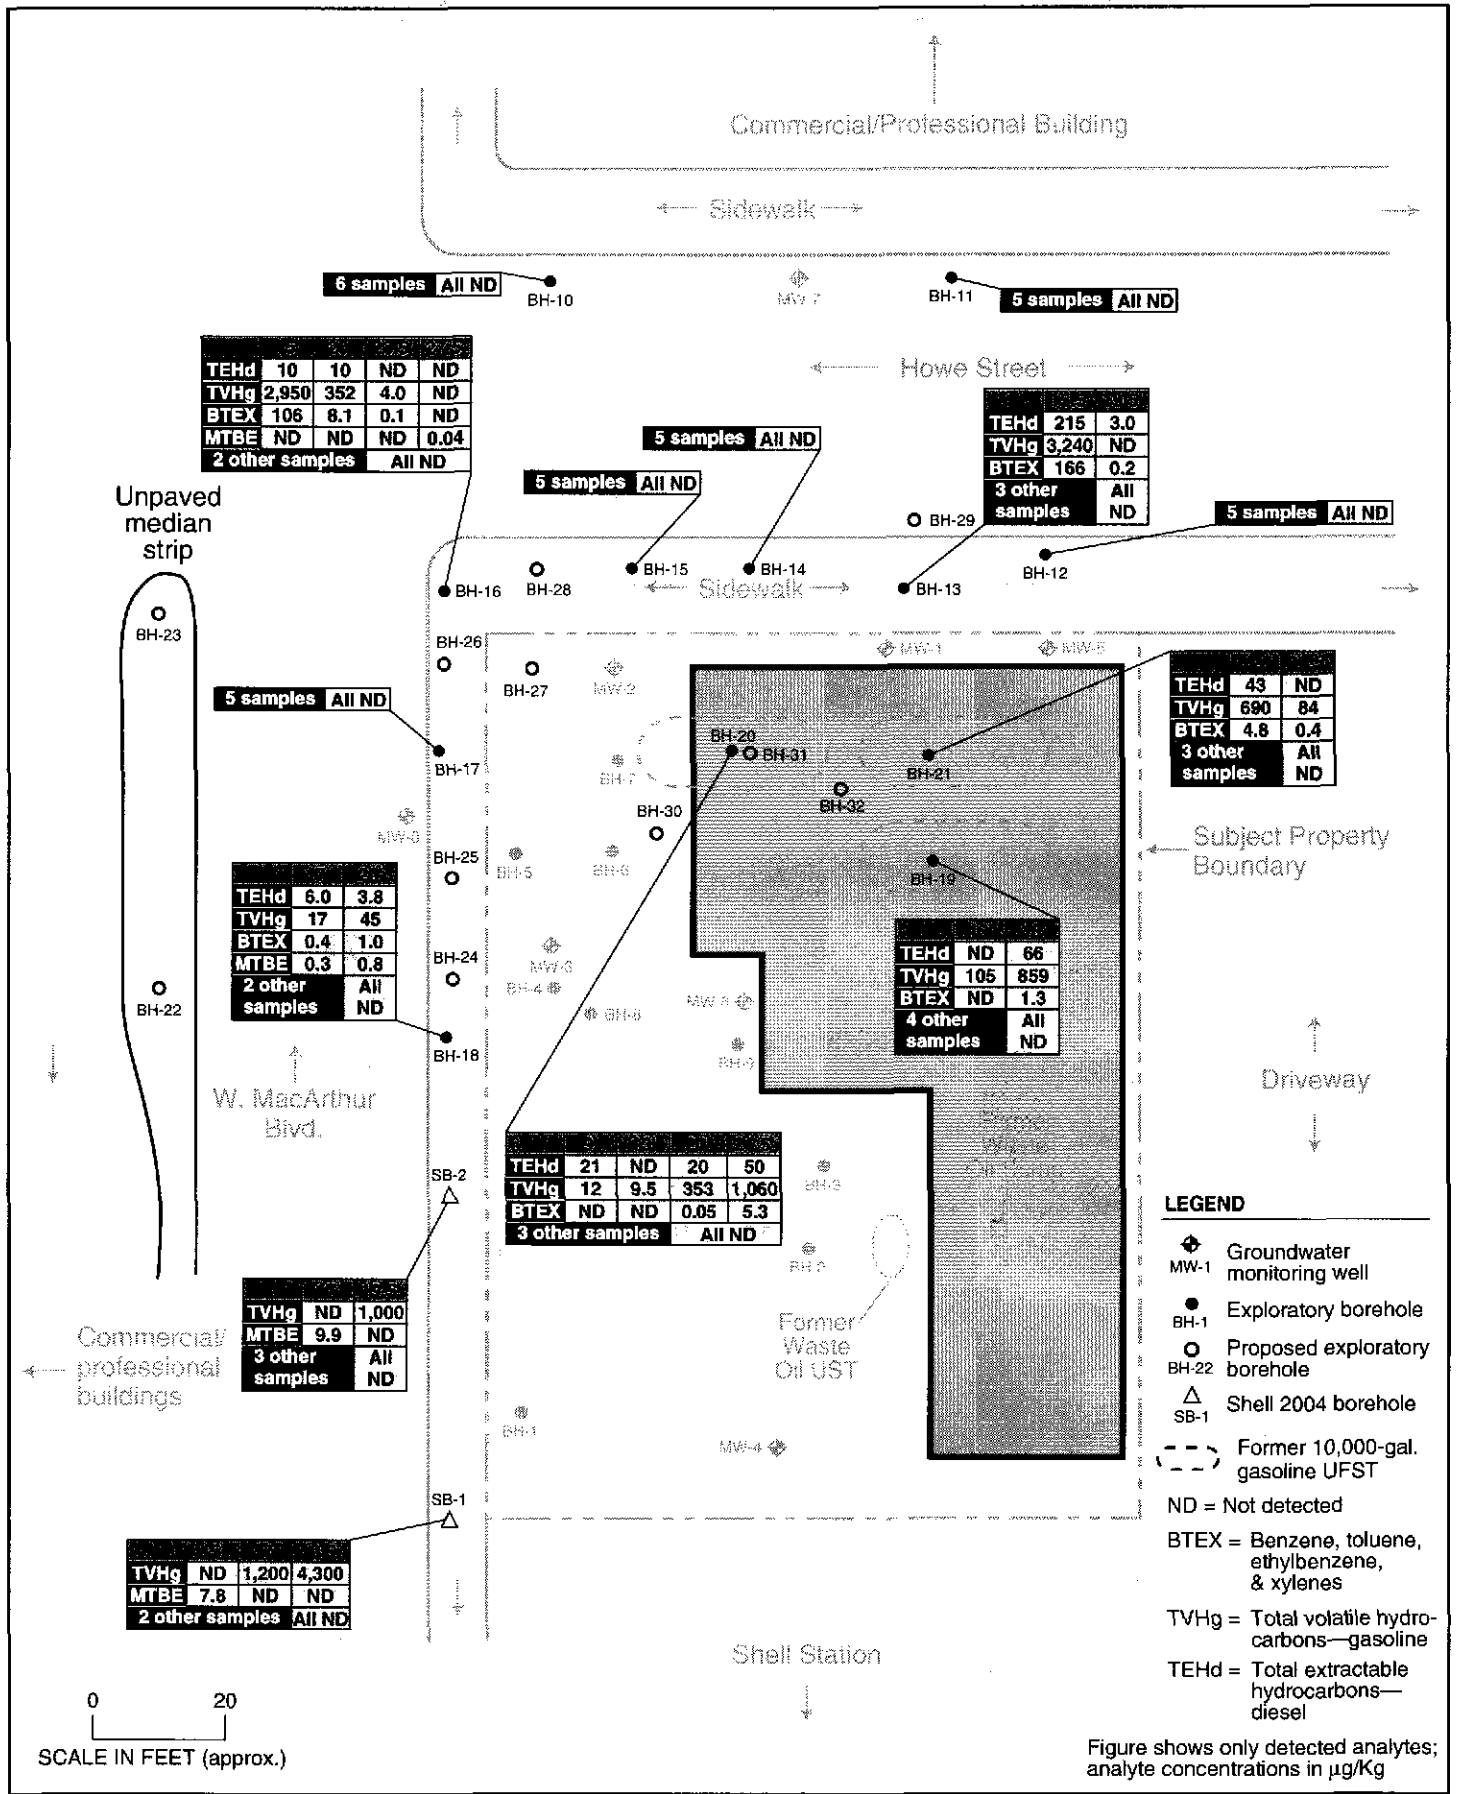 Commercial/Professional Building
Sidewalk
6 samples All ND
BH-10
MW-7
BH-11
5 samples All ND
Howe Street
TEHd 10 10 ND ND
TVHg 2,950 352 4.0 ND
BTEX 106 8.1 0.1 ND
MTBE ND ND ND 0.04
2 other samples All ND
TEHd 215 3.0
TVHg 3,240 ND
BTEX 166 0.2
3 other All
samples ND
5 samples All ND
5 samples All ND
5 samples All ND
Unpaved
median
strip
BH-29
BH-12
BH-16
BH-28
BH-15
BH-14
Sidewalk
BH-13
BH-23
BH-26
BH-27
MW-2
MW-1
MW-5
TEHd 43 ND
TVHg 690 84
BTEX 4.8 0.4
3 other All
samples ND
5 samples All ND
BH-17
BH-7
BH-20
BH-31
BH-21
BH-32
BH-30
Subject Property
Boundary
BH-25
BH-5
BH-6
BH-19
TEHd 6.0 3.8
TVHg 17 45
BTEX 0.4 1.0
MTBE 0.3 0.8
2 other All
samples ND
BH-24
MW-3
BH-4
BH-22
BH-18
BH-9
TEHd ND 66
TVHg 105 859
BTEX ND 1.3
4 other All
samples ND
W. MacArthur
Blvd.
Driveway
TEHd 21 ND 20 50
TVHg 12 9.5 353 1,060
BTEX ND ND 0.05 5.3
3 other samples All ND
SB-2
BH-3
BH-2
TVHg ND 1,000
MTBE 9.9 ND
3 other All
samples ND
Commercial/
professional
buildings
Former
Waste
Oil UST
BH-1
MW-4
SB-1
TVHg ND 1,200 4,300
MTBE 7.8 ND ND
2 other samples All ND
Shell Station
LEGEND
MW-1 Groundwater
monitoring well
BH-1 Exploratory borehole
BH-22 Proposed exploratory
borehole
SB-1 Shell 2004 borehole
Former 10,000-gal.
gasoline UFST
ND = Not detected
BTEX = Benzene, toluene,
ethylbenzene,
& xylenes
TVHg = Total volatile hydro-
carbons—gasoline
TEHd = Total extractable
hydrocarbons—
diesel
0 20
SCALE IN FEET (approx.)
Figure shows only detected analytes;
analyte concentrations in μg/Kg